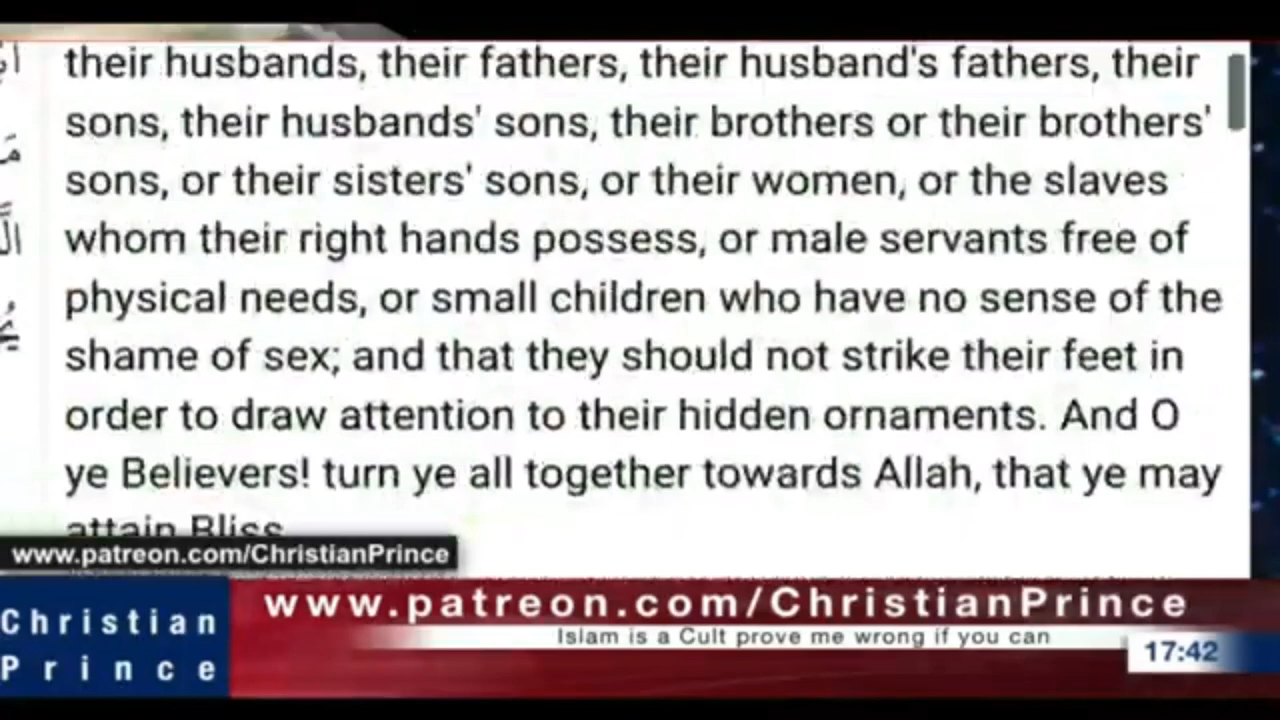 their husbands, their fathers, their husband's fathers, their
sons, their husbands' sons, their brothers or their brothers'
sons, or their sisters' sons, or their women, or the slaves
whom their right hands possess, or male servants free of
physical needs, or small children who have no sense of the
shame of sex; and that they should not strike their feet in
order to draw attention to their hidden ornaments. And O
ye Believers! turn ye all together towards Allah, that ye may
attain Bliss.
www.patreon.com/ChristianPrince
Christian
Prince
www.patreon.com/ChristianPrince
Islam is a Cult prove me wrong if you can
17:42